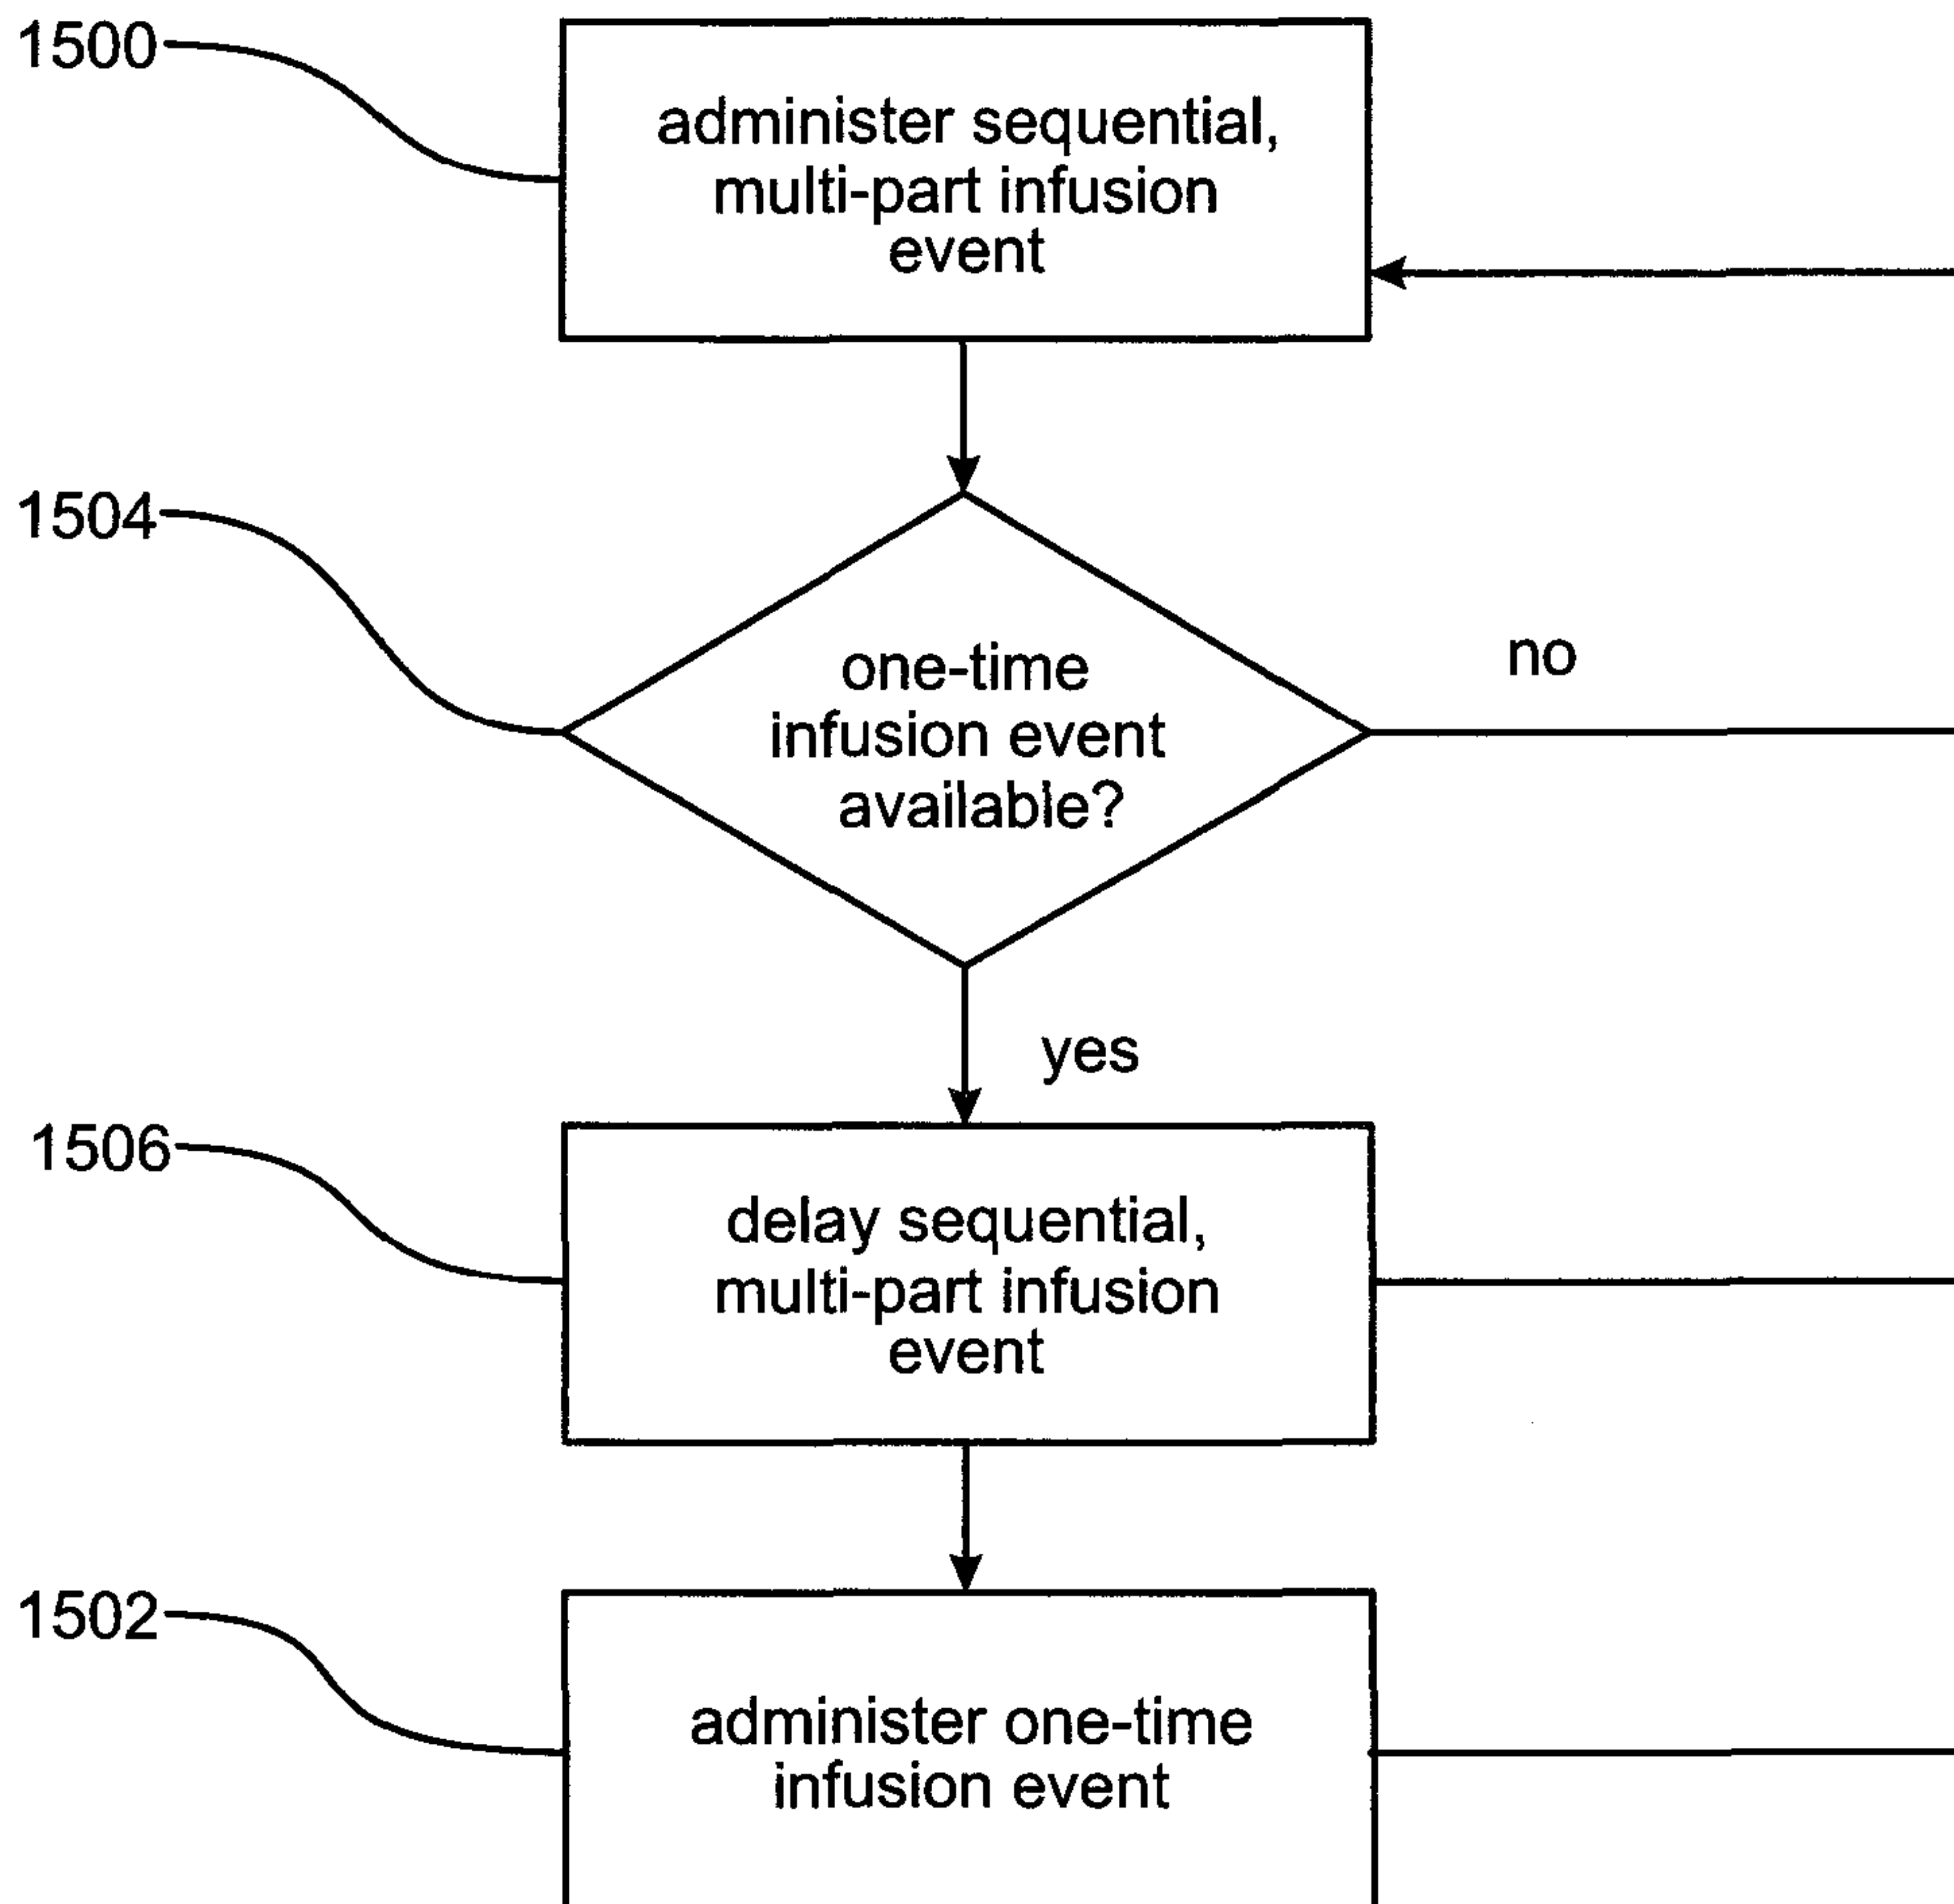 1500
administer sequential,
multi-part infusion
event
1504
one-time
infusion event
available?
no
yes
1506
delay sequential,
multi-part infusion
event
1502
administer one-time
infusion event